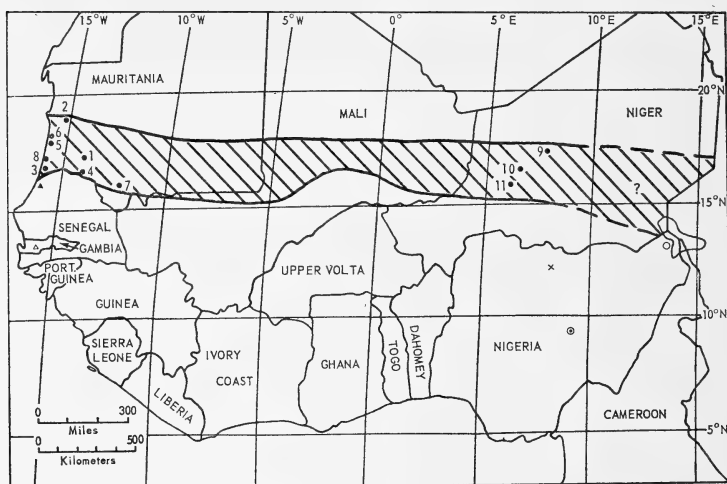 15°W
10°W
5°W
0°
5°E
10°E
15°E
MAURITANIA
20°N
MALI
NIGER
2
6
5
8
3
1
4
7
9
10
11
?
15°N
SENEGAL
GAMBIA
PORT.
GUINEA
UPPER VOLTA
GUINEA
10°N
SIERRA
LEONE
IVORY
COAST
GHANA
TOGO
DAHOMEY
NIGERIA
LIBERIA
CAMEROON
0 300
Miles
0 500
Kilometers
5°N